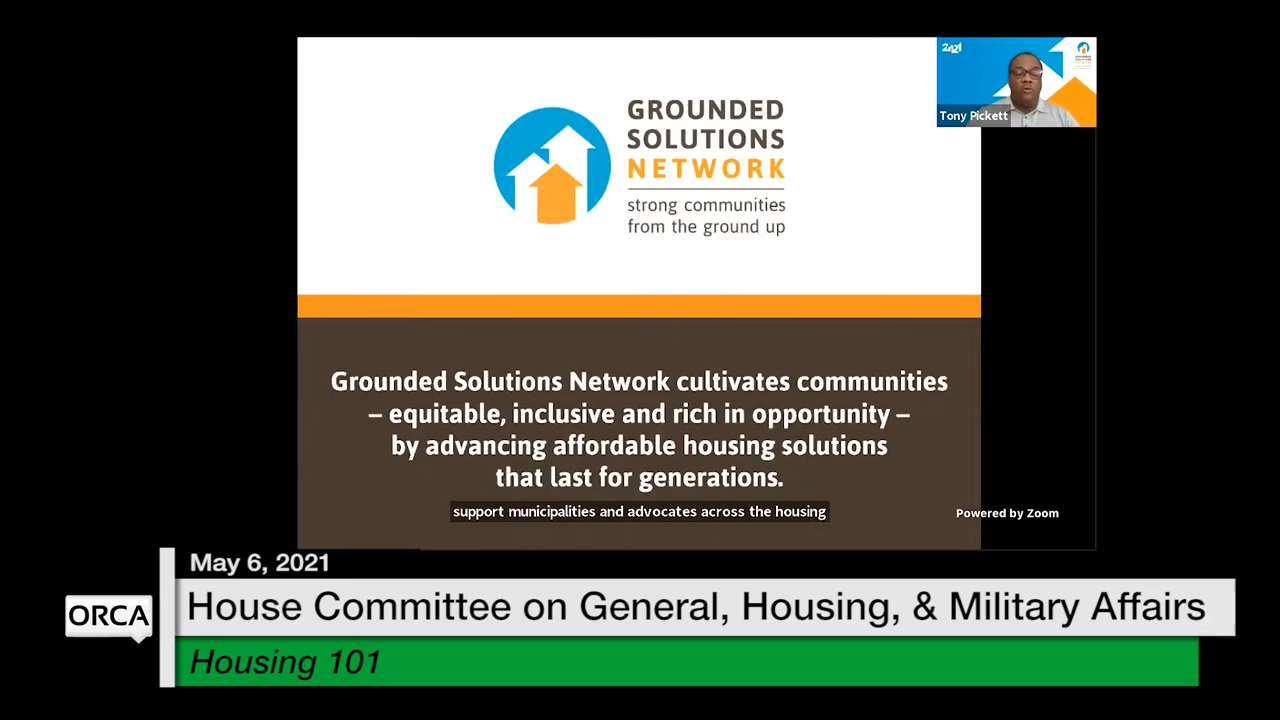 GROUNDED
SOLUTIONS
NETWORK
strong communities
from the ground up
2021
Tony Pickett
Grounded Solutions Network cultivates communities
– equitable, inclusive and rich in opportunity –
by advancing affordable housing solutions
that last for generations.
support municipalities and advocates across the housing
Powered by Zoom
May 6, 2021
ORCA
House Committee on General, Housing, & Military Affairs
Housing 101